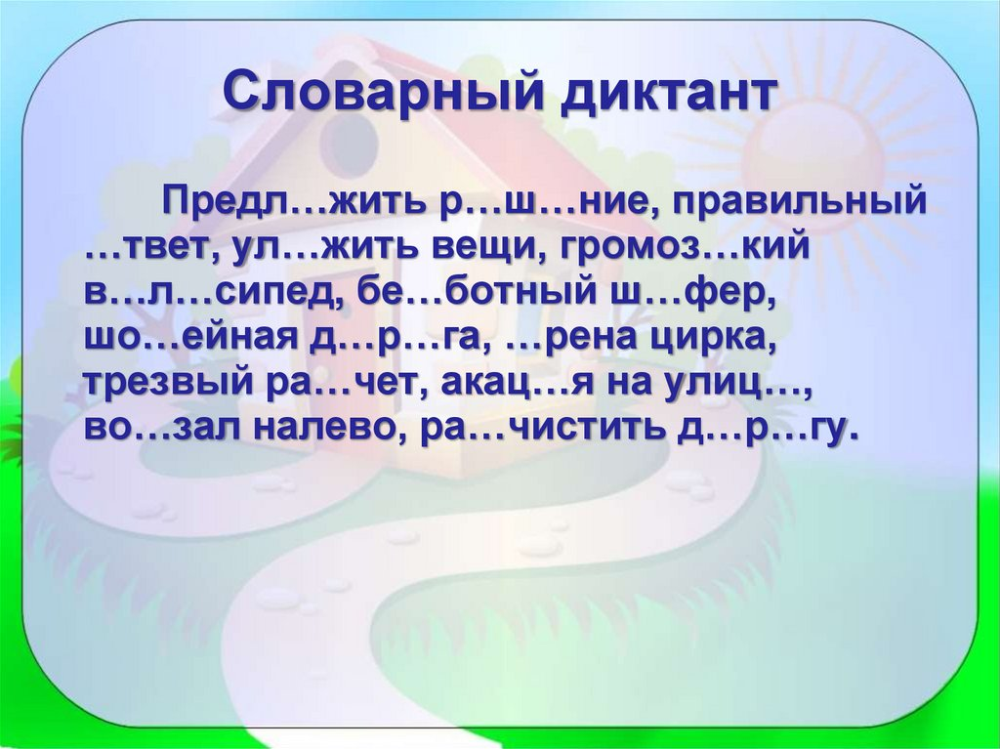 Словарный диктант
Предл…жить р…ш…ние, правильный
…твет, ул…жить вещи, громоз…кий
в…л…сипед, бе…ботный ш…фер,
шо…ейная д…р…га, …рена цирка,
трезвый ра…чет, акац…я на улиц…,
во…зал налево, ра…чистить д…р…гу.